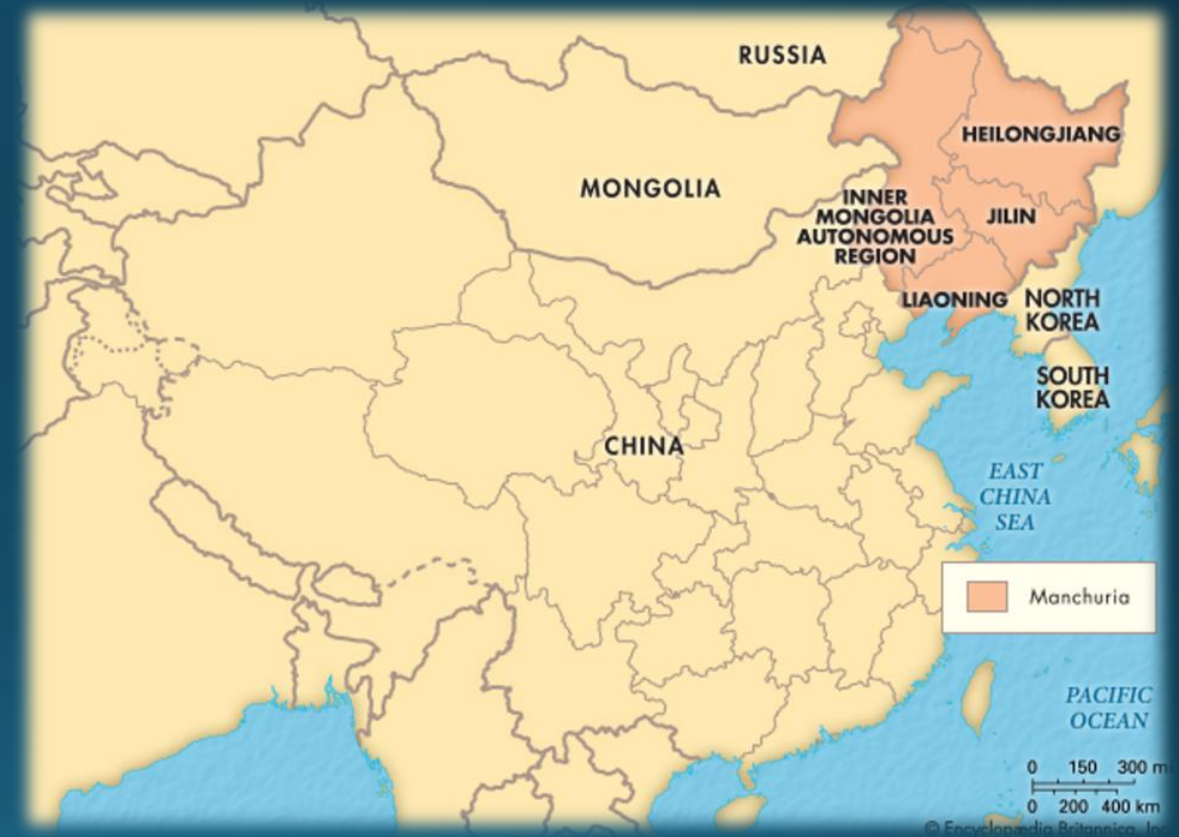 RUSSIA
HEILONGJIANG
MONGOLIA
INNER
MONGOLIA
AUTONOMOUS
REGION
JILIN
LIAONING
NORTH
KOREA
SOUTH
KOREA
CHINA
EAST
CHINA
SEA
Manchuria
PACIFIC
OCEAN
0 150 300 m
0 200 400 km
© Encyclopædia Britannica, Inc